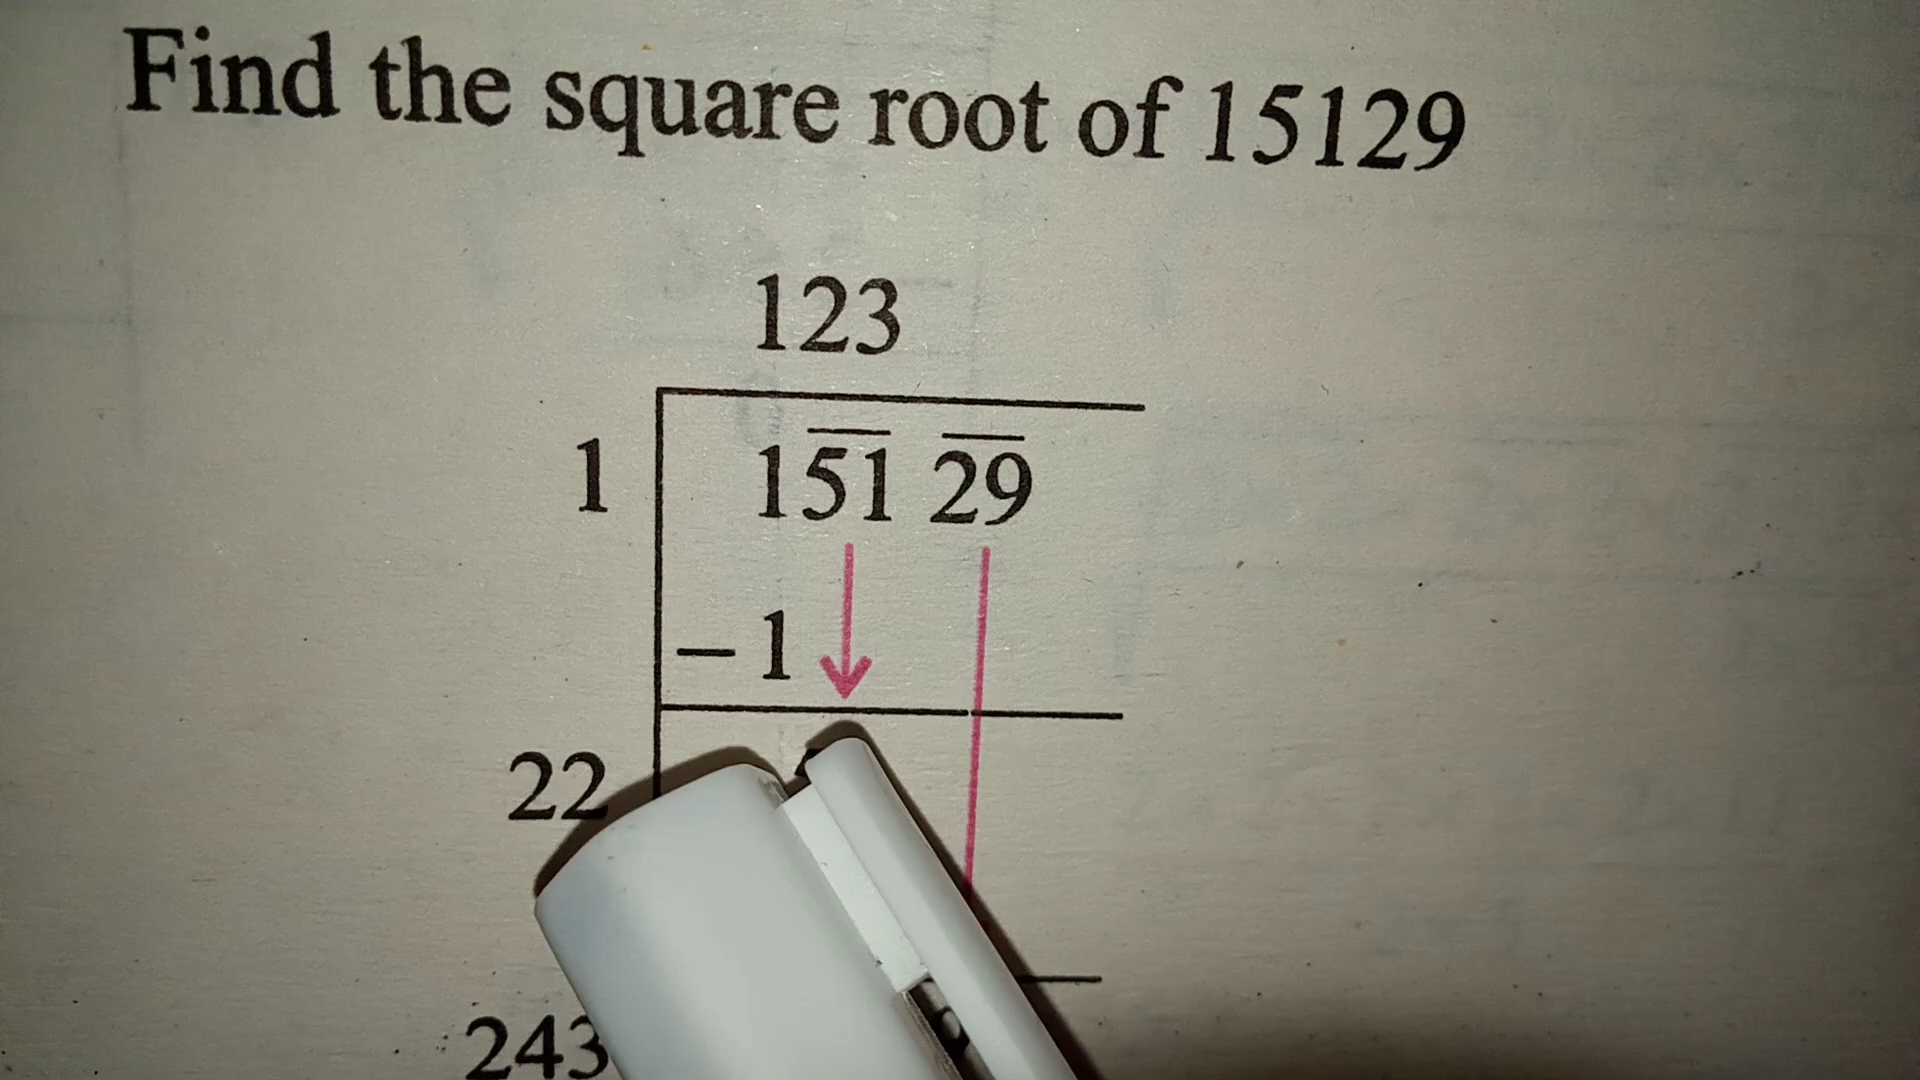 Find the square root of 15129
123
1 151 29
– 1
22
243